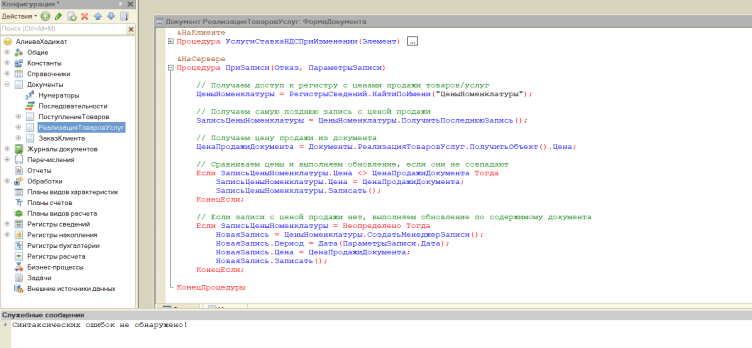 Конфигурация *
Действия
Поиск (Ctrl+Alt+M)
АлиеваХадижат
Общие
Константы
Справочники
Документы
Нумераторы
Последовательности
ПоступлениеТоваров
РеализацияТоваровУслуг
ЗаказКлиента
Журналы документов
Перечисления
Отчеты
Обработки
Планы видов характеристик
Планы счетов
Планы видов расчета
Регистры сведений
Регистры накопления
Регистры бухгалтерии
Регистры расчета
Бизнес-процессы
Задачи
Внешние источники данных
Документ РеализацияТоваровУслуг: ФормаДокумента
&НаКлиенте
Процедура УслугиСтавкаНДСПриИзменении(Элемент) ...
&НаСервере
Процедура ПриЗаписи(Отказ, ПараметрыЗаписи)
// Получаем доступ к регистру с ценами продажи товаров/услуг
ЦеныНоменклатуры = РегистрыСведений.НайтиПоИмени("ЦеныНоменклатуры");
// Получаем самую позднюю запись с ценой продажи
ЗаписьЦеныНоменклатуры = ЦеныНоменклатуры.ПолучитьПоследнююЗапись();
// Получаем цену продажи из документа
ЦенаПродажиДокумента = Документы.РеализацияТоваровУслуг.ПолучитьОбъект().Цена;
// Сравниваем цены и выполняем обновление, если они не совпадают
Если ЗаписьЦеныНоменклатуры.Цена <> ЦенаПродажиДокумента Тогда
ЗаписьЦеныНоменклатуры.Цена = ЦенаПродажиДокумента;
ЗаписьЦеныНоменклатуры.Записать();
КонецЕсли;
// Если записи с ценой продажи нет, выполняем обновление по содержимому документа
Если ЗаписьЦеныНоменклатуры = Неопределено Тогда
НоваяЗапись = ЦеныНоменклатуры.СоздатьМенеджерЗаписи();
НоваяЗапись.Период = Дата(ПараметрыЗаписи.Дата);
НоваяЗапись.Цена = ЦенаПродажиДокумента;
НоваяЗапись.Записать();
КонецЕсли;
КонецПроцедуры
Служебные сообщения
Синтаксических ошибок не обнаружено!